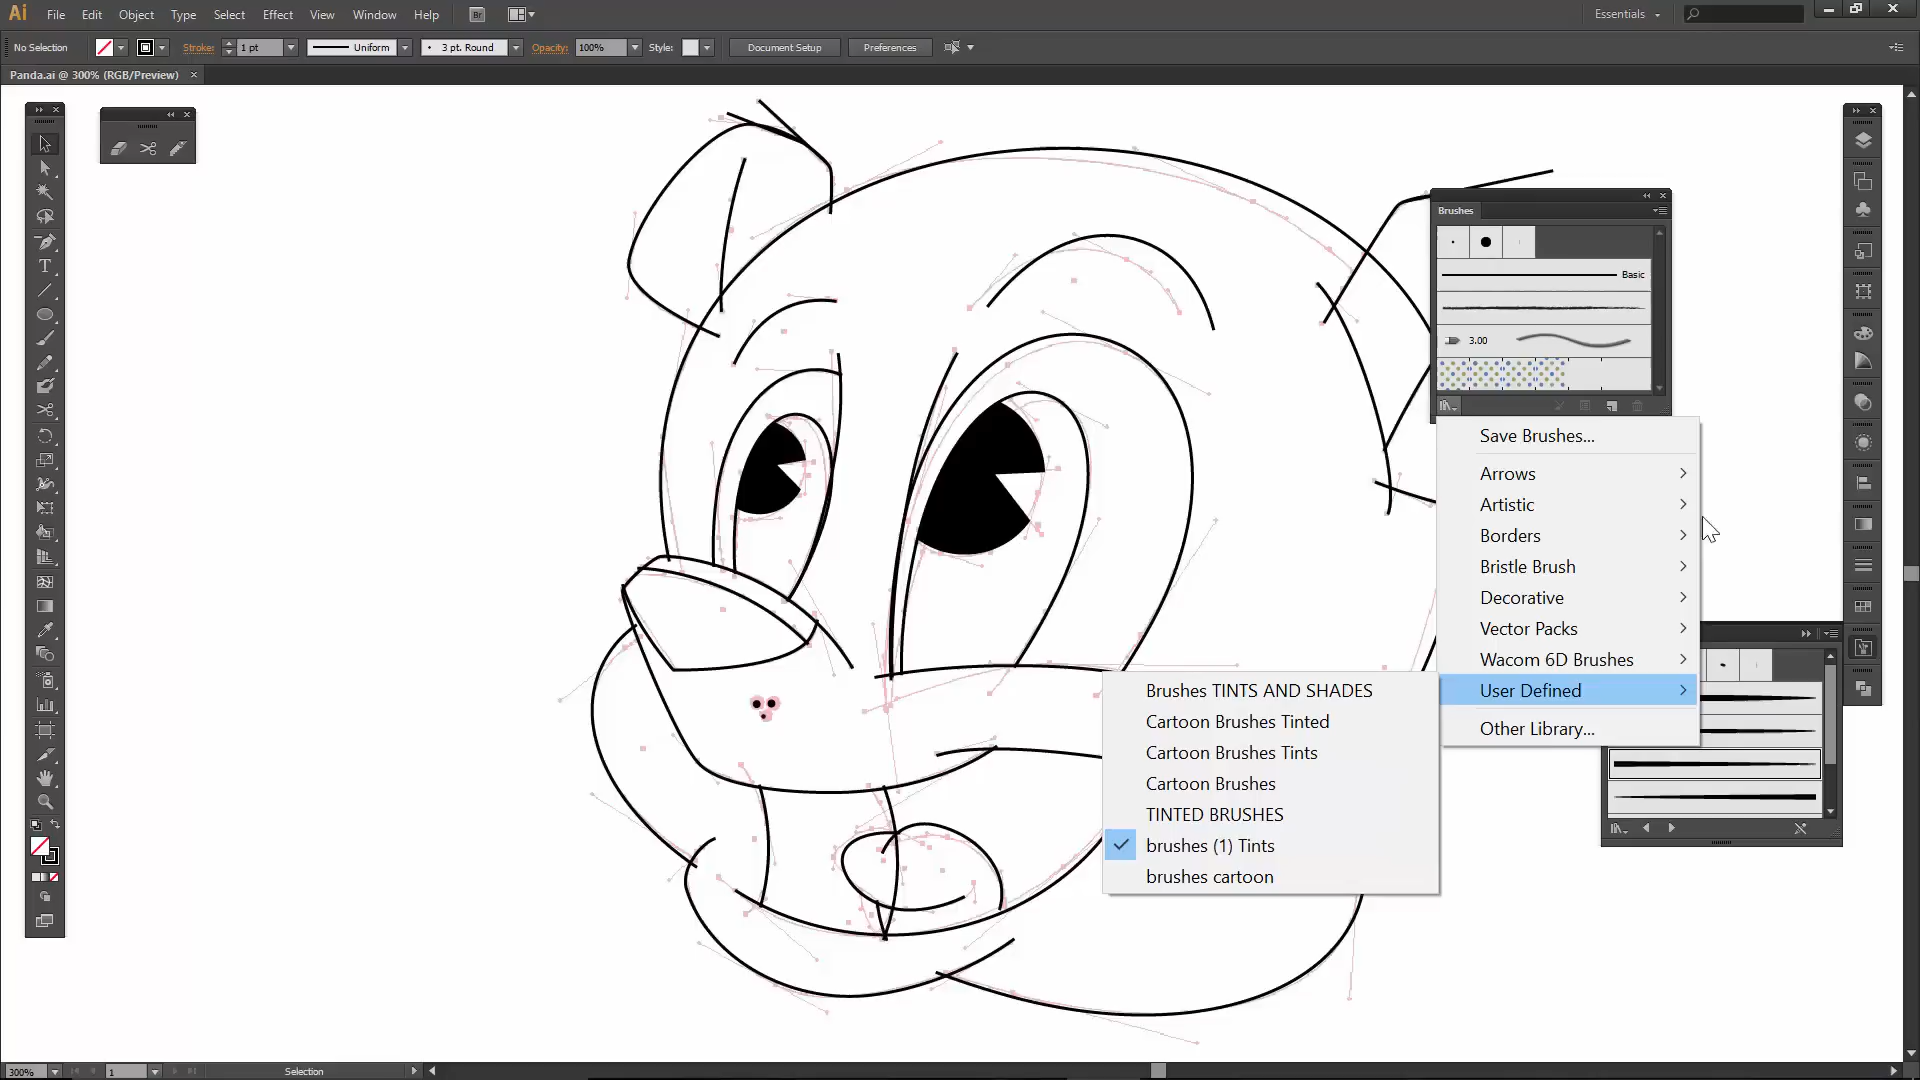 Ai File Edit Object Type Select Effect View Window Help Br Essentials
No Selection Stroke: 1 pt Uniform 3 pt. Round Opacity: 100% Style: Document Setup Preferences
Panda.ai @ 300% (RGB/Preview)
Brushes
Basic
3.00
Save Brushes...
Arrows
Artistic
Borders
Bristle Brush
Decorative
Vector Packs
Wacom 6D Brushes
User Defined
Other Library...
Brushes TINTS AND SHADES
Cartoon Brushes Tinted
Cartoon Brushes Tints
Cartoon Brushes
TINTED BRUSHES
brushes (1) Tints
brushes cartoon
300% 1 Selection